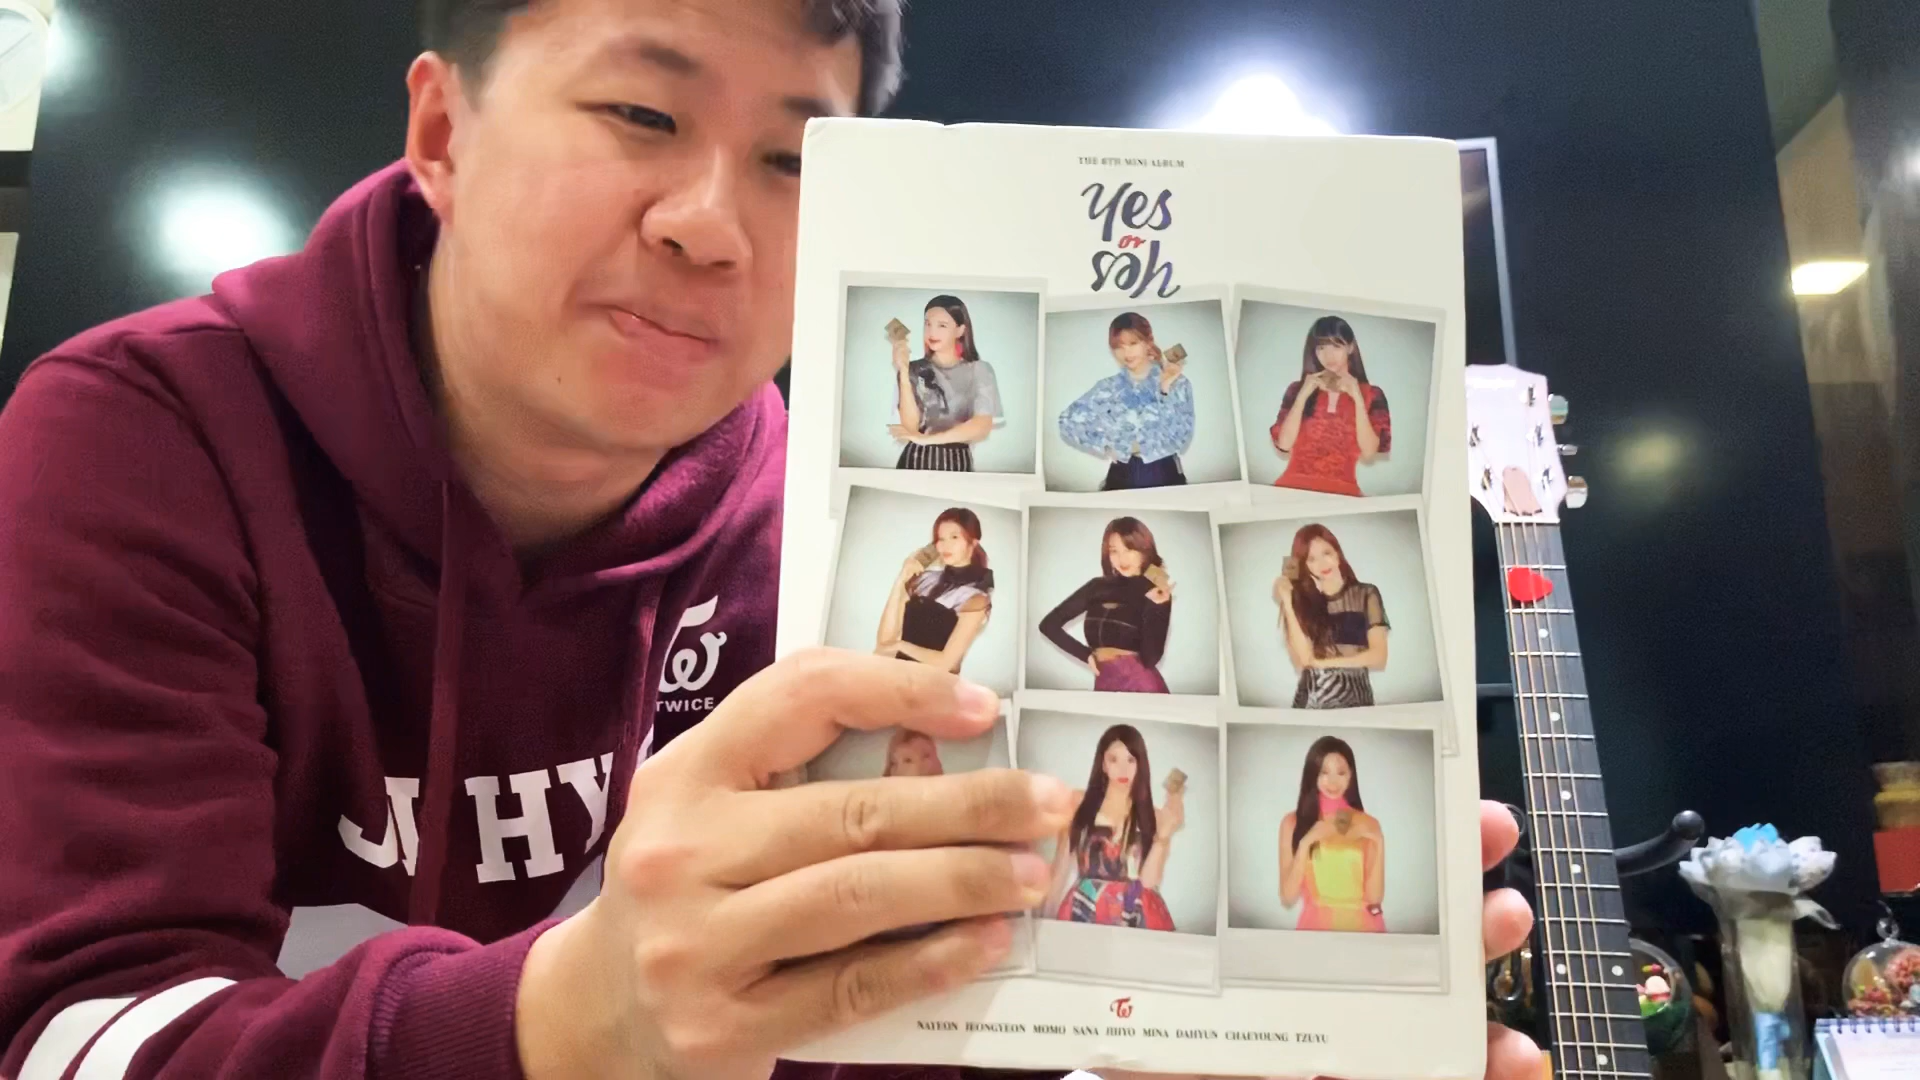 THE 6TH MINI ALBUM
yes
or
yes
TWICE
HY
NAYEON JEONGYEON MOMO SANA JIHYO MINA DAHYUN CHAEYOUNG TZUYU